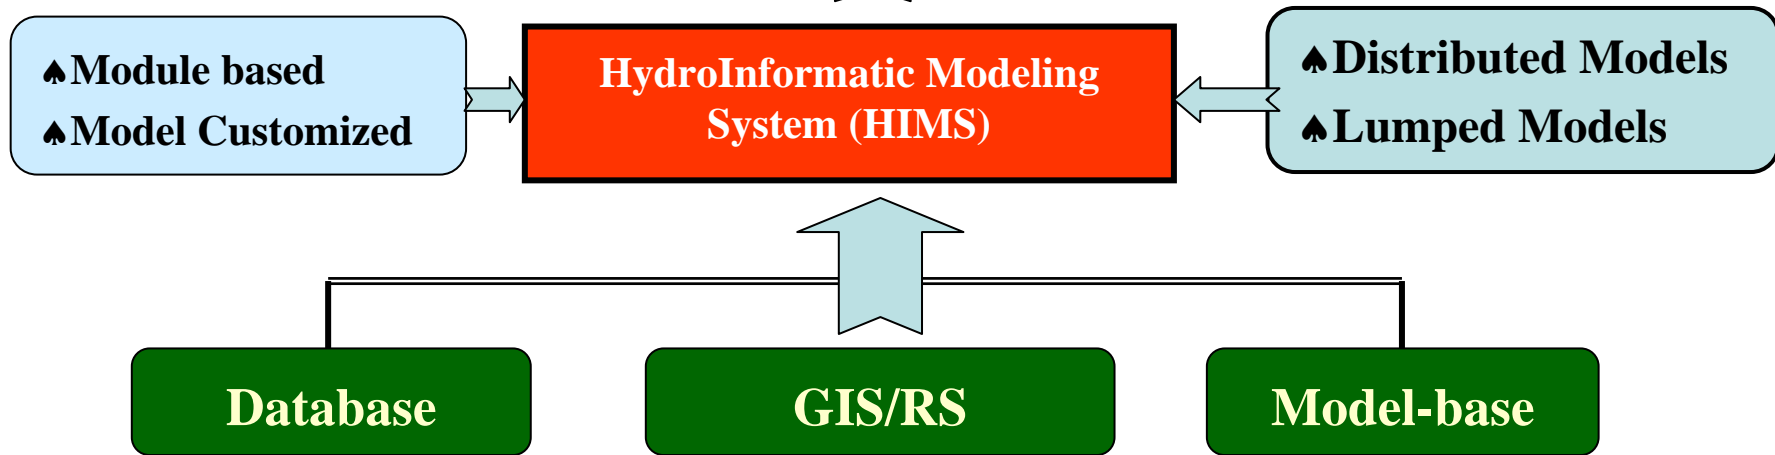 ♠Module based
♠Model Customized
HydroInformatic Modeling
System (HIMS)
♠Distributed Models
♠Lumped Models
Database
GIS/RS
Model-base